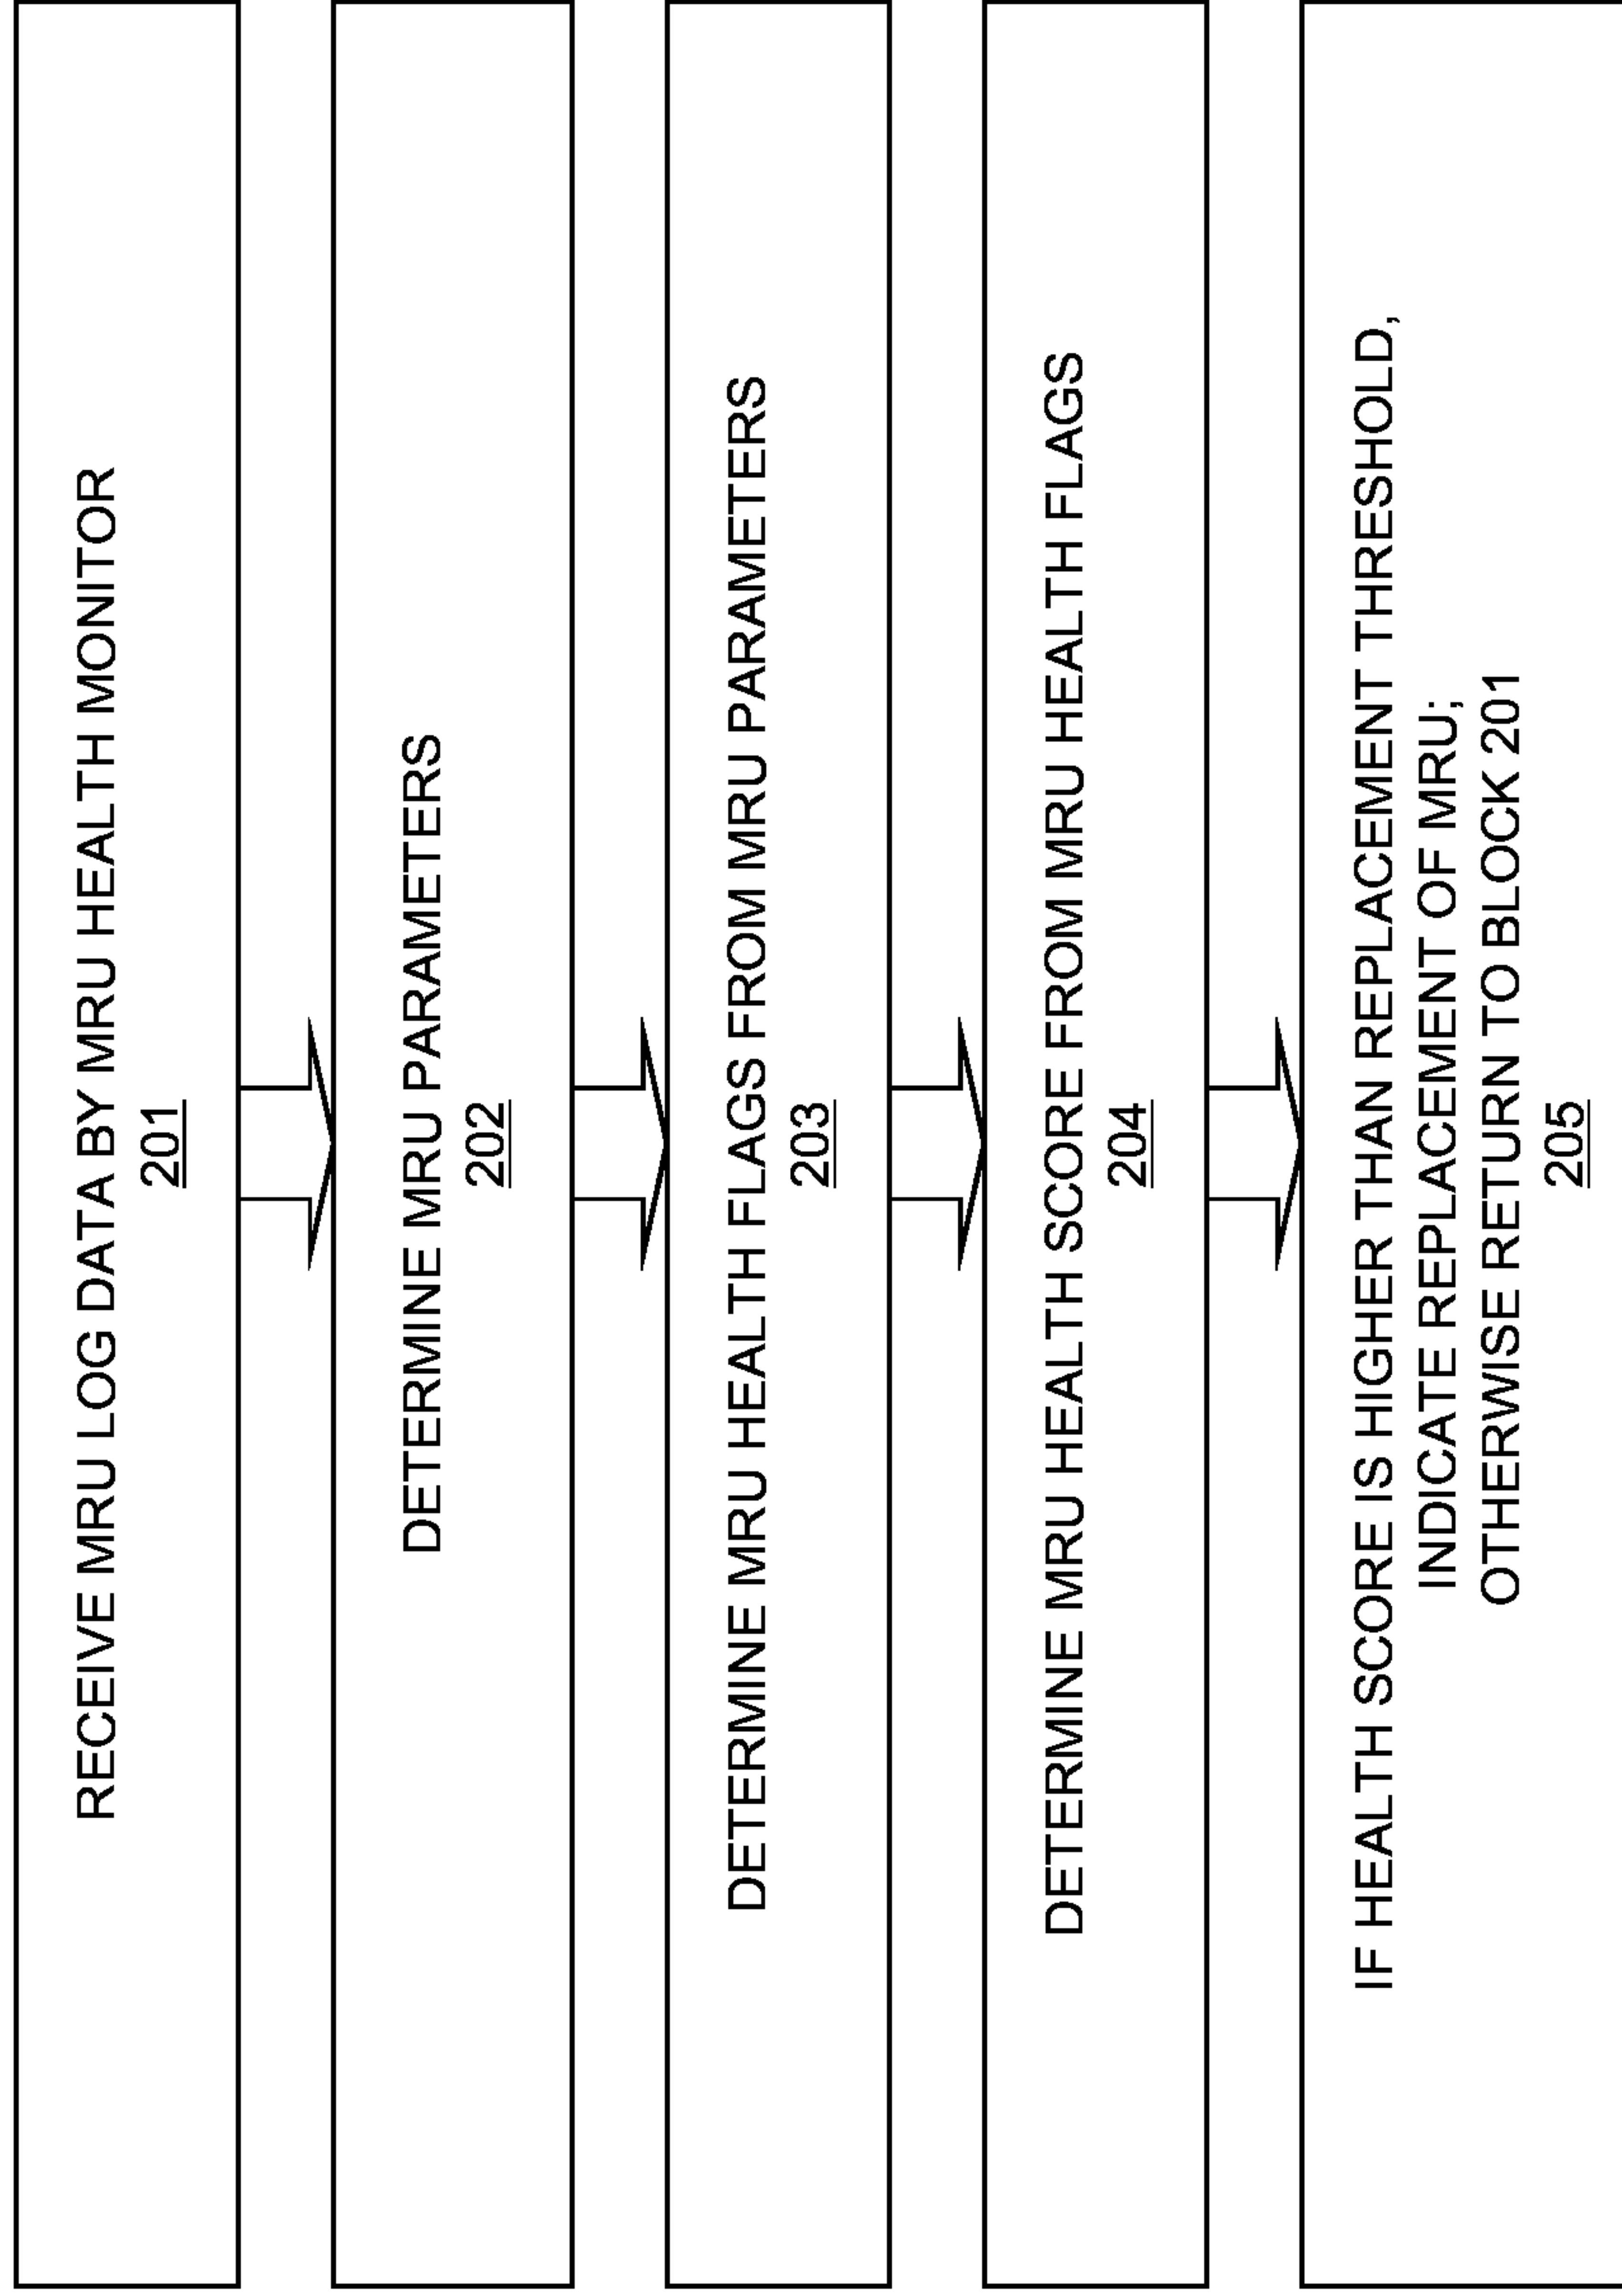 RECEIVE MRU LOG DATA BY MRU HEALTH MONITOR
201
DETERMINE MRU PARAMETERS
202
DETERMINE MRU HEALTH FLAGS FROM MRU PARAMETERS
203
DETERMINE MRU HEALTH SCORE FROM MRU HEALTH FLAGS
204
IF HEALTH SCORE IS HIGHER THAN REPLACEMENT THRESHOLD,
INDICATE REPLACEMENT OF MRU;
OTHERWISE RETURN TO BLOCK 201
205